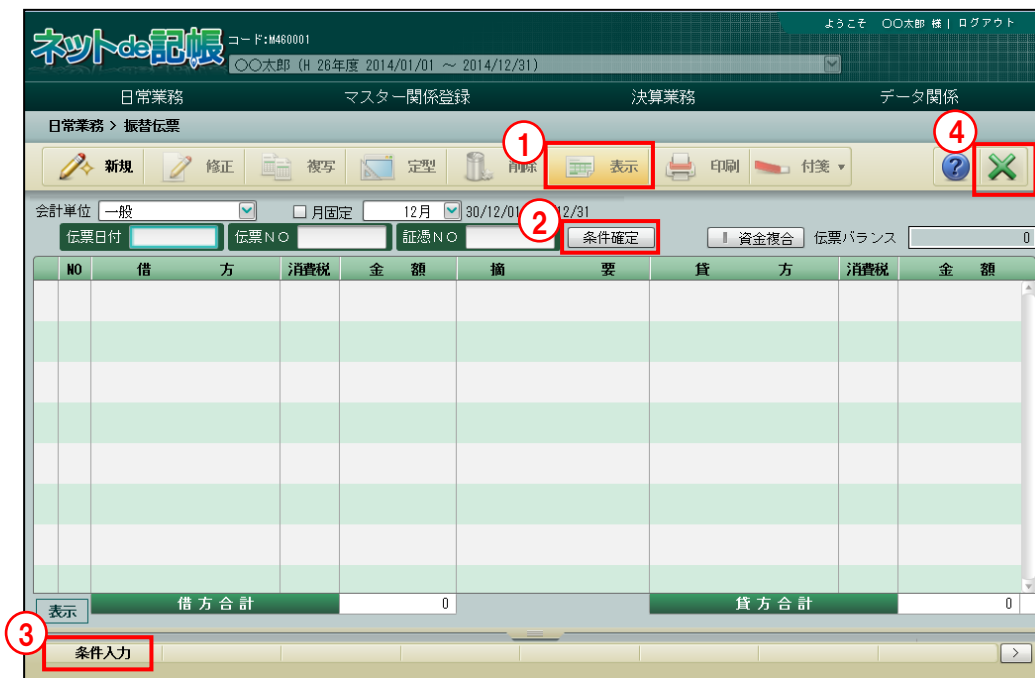 ようこそ 〇〇太郎 様 | ログアウト
ネットde記帳 コード:M460001
〇〇太郎 (H 26年度 2014/01/01 ～ 2014/12/31)
日常業務 マスター関係登録 決算業務 データ関係
日常業務 > 振替伝票
① ④
新規 修正 複写 定型 削除 表示 印刷 付箋 ? 
会計単位 一般 月固定 12月 30/12/01 12/31
②
伝票日付 伝票NO 証憑NO 条件確定 資金複合 伝票バランス 0
NO 借方 消費税 金額 摘要 貸方 消費税 金額
表示 借方合計 0 貸方合計 0
③
条件入力 >